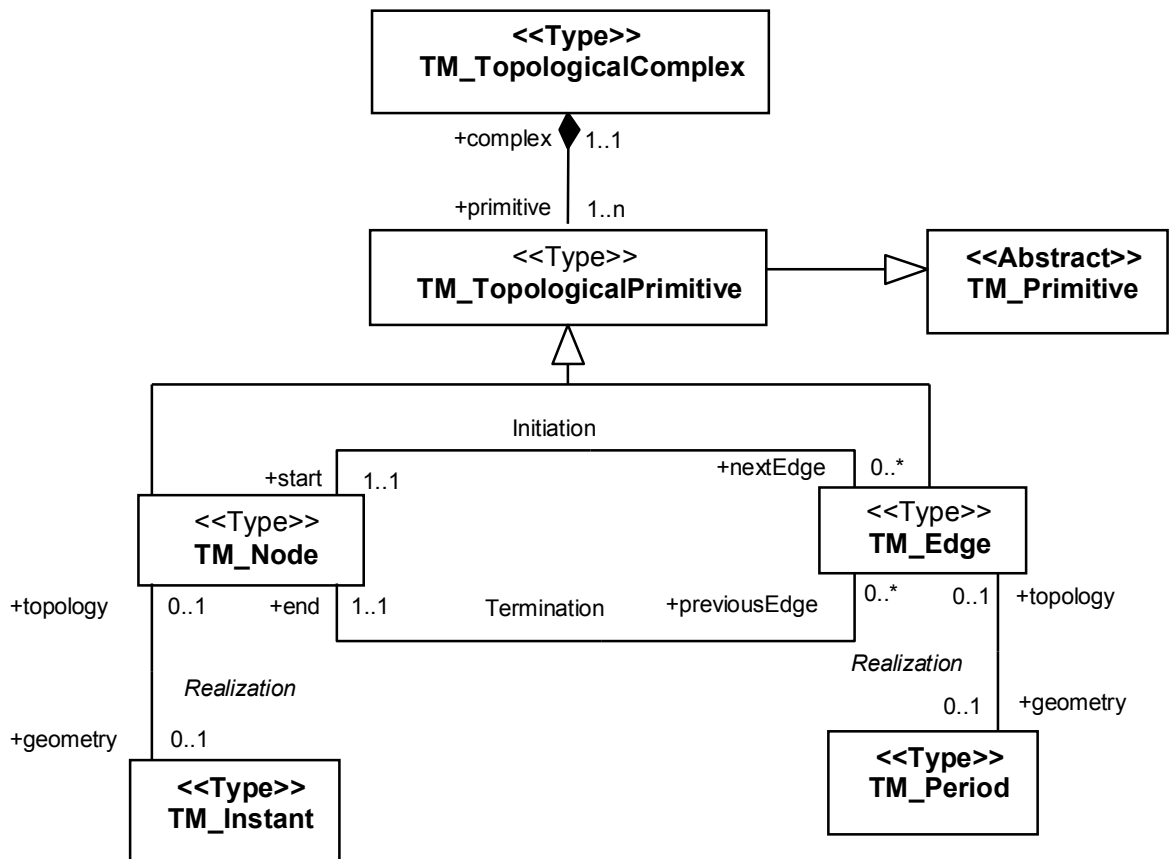 <<Type>>
TM_TopologicalComplex
+complex
1..1
+primitive
1..n
<<Type>>
TM_TopologicalPrimitive
<<Abstract>>
TM_Primitive
Initiation
+start
1..1
+nextEdge
0..*
<<Type>>
TM_Node
<<Type>>
TM_Edge
+topology
0..1
+end
1..1
Termination
+previousEdge
0..*
0..1
+topology
Realization
Realization
+geometry
0..1
0..1
+geometry
<<Type>>
TM_Instant
<<Type>>
TM_Period